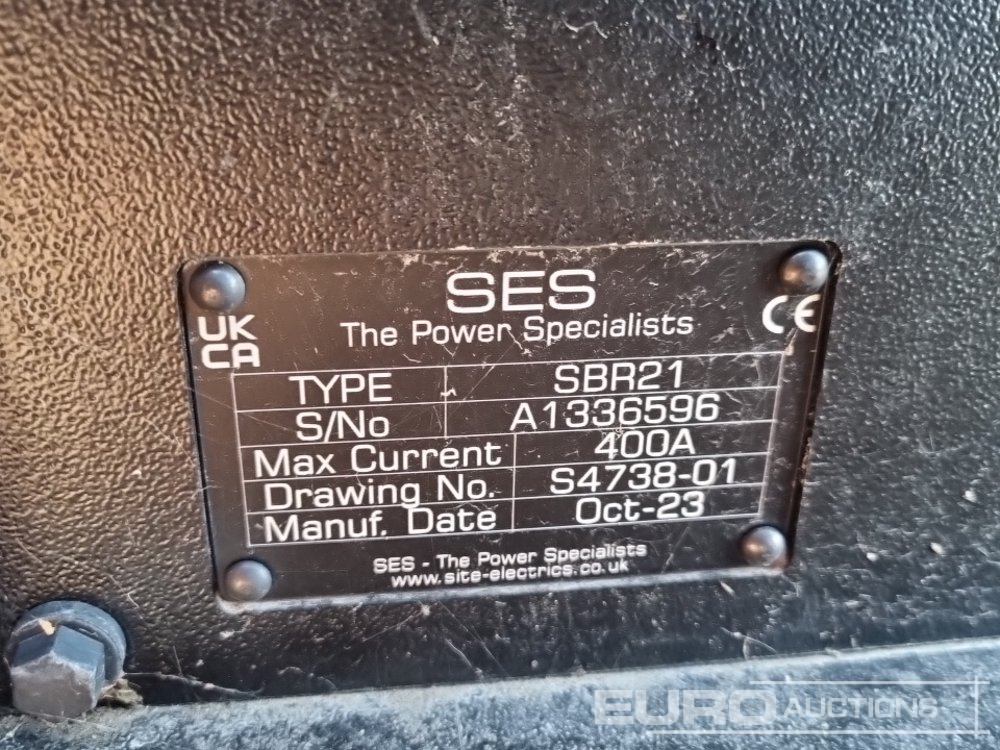 SES
The Power Specialists
UK
CA
CE
TYPE SBR21
S/No A1336596
Max Current 400A
Drawing No. S4738-01
Manuf. Date Oct-23
SES - The Power Specialists
www.site-electrics.co.uk
EURO AUCTIONS